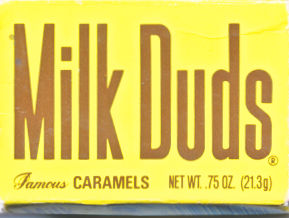 Milk Duds®
Famous CARAMELS NET WT. .75 OZ. (21.3g)